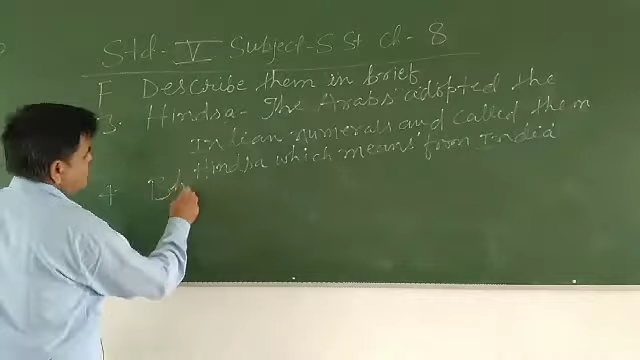 Std - V Subject - S St ch - 8
F Describe them in brief
3. Hindsa - The Arabs adopted the
Indian numerals and called them
Hindsa which means from India
4. Bh